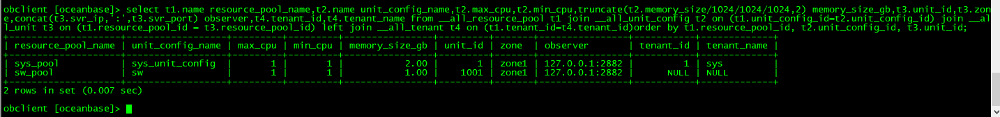 obclient [oceanbase]> select t1.name resource_pool_name,t2.name unit_config_name,t2.max_cpu,t2.min_cpu,truncate(t2.memory_size/1024/1024/1024,2) memory_size_gb,t3.unit_id,t3.zon
e,concat(t3.svr_ip,':',t3.svr_port) observer,t4.tenant_id,t4.tenant_name from __all_resource_pool t1 join __all_unit_config t2 on (t1.unit_config_id=t2.unit_config_id) join __al
l_unit t3 on (t1.resource_pool_id = t3.resource_pool_id) left join __all_tenant t4 on (t1.tenant_id=t4.tenant_id)order by t1.resource_pool_id, t2.unit_config_id, t3.unit_id;
+--------------------+------------------+---------+---------+----------------+---------+-------+----------------+-----------+-------------+
| resource_pool_name | unit_config_name | max_cpu | min_cpu | memory_size_gb | unit_id | zone  | observer       | tenant_id | tenant_name |
+--------------------+------------------+---------+---------+----------------+---------+-------+----------------+-----------+-------------+
| sys_pool           | sys_unit_config  |       1 |       1 |           2.00 |       1 | zone1 | 127.0.0.1:2882 |         1 | sys         |
| sw_pool            | sw               |       1 |       1 |           1.00 |    1001 | zone1 | 127.0.0.1:2882 |      NULL | NULL        |
+--------------------+------------------+---------+---------+----------------+---------+-------+----------------+-----------+-------------+
2 rows in set (0.007 sec)
obclient [oceanbase]>